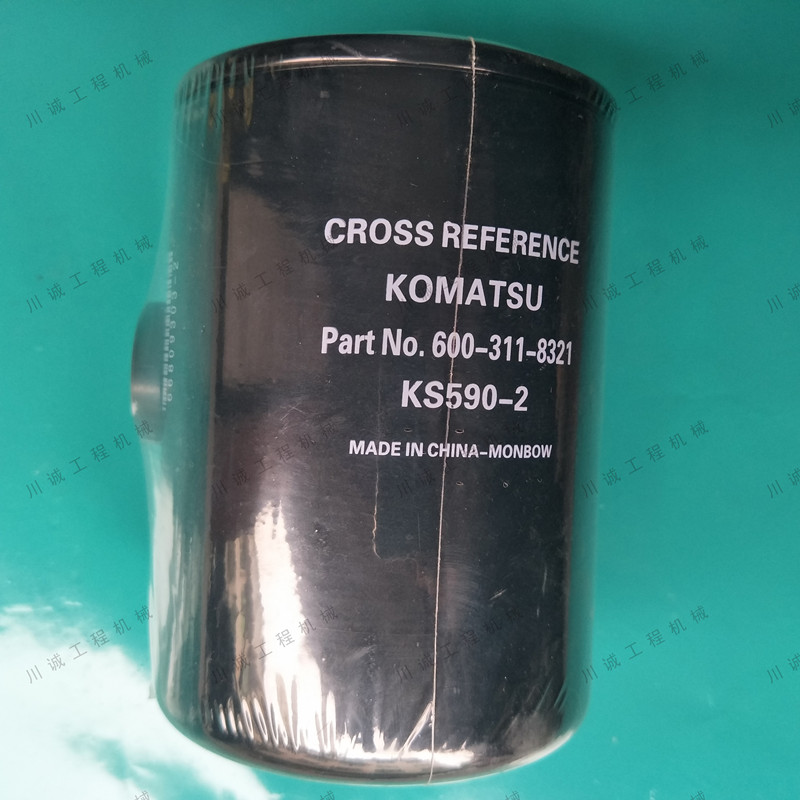 CROSS REFERENCE
KOMATSU
Part No. 600-311-8321
KS590-2
MADE IN CHINA-MONBOW
川诚工程机械